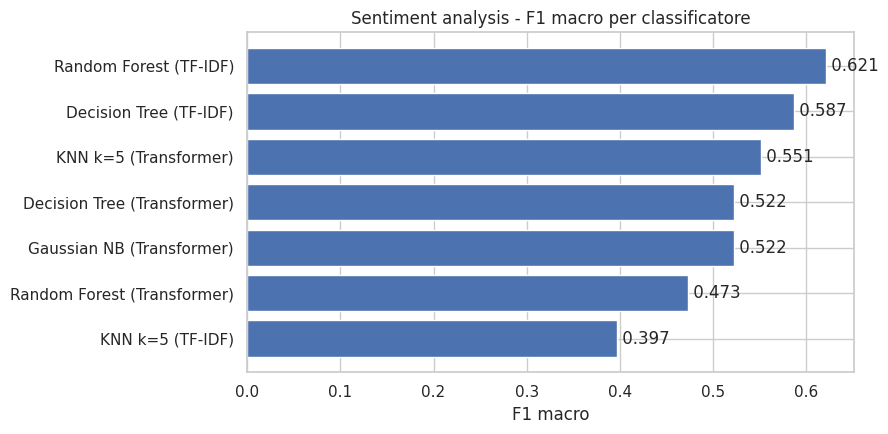 Sentiment analysis - F1 macro per classificatore
Random Forest (TF-IDF) 0.621
Decision Tree (TF-IDF) 0.587
KNN k=5 (Transformer) 0.551
Decision Tree (Transformer) 0.522
Gaussian NB (Transformer) 0.522
Random Forest (Transformer) 0.473
KNN k=5 (TF-IDF) 0.397
0.0 0.1 0.2 0.3 0.4 0.5 0.6
F1 macro